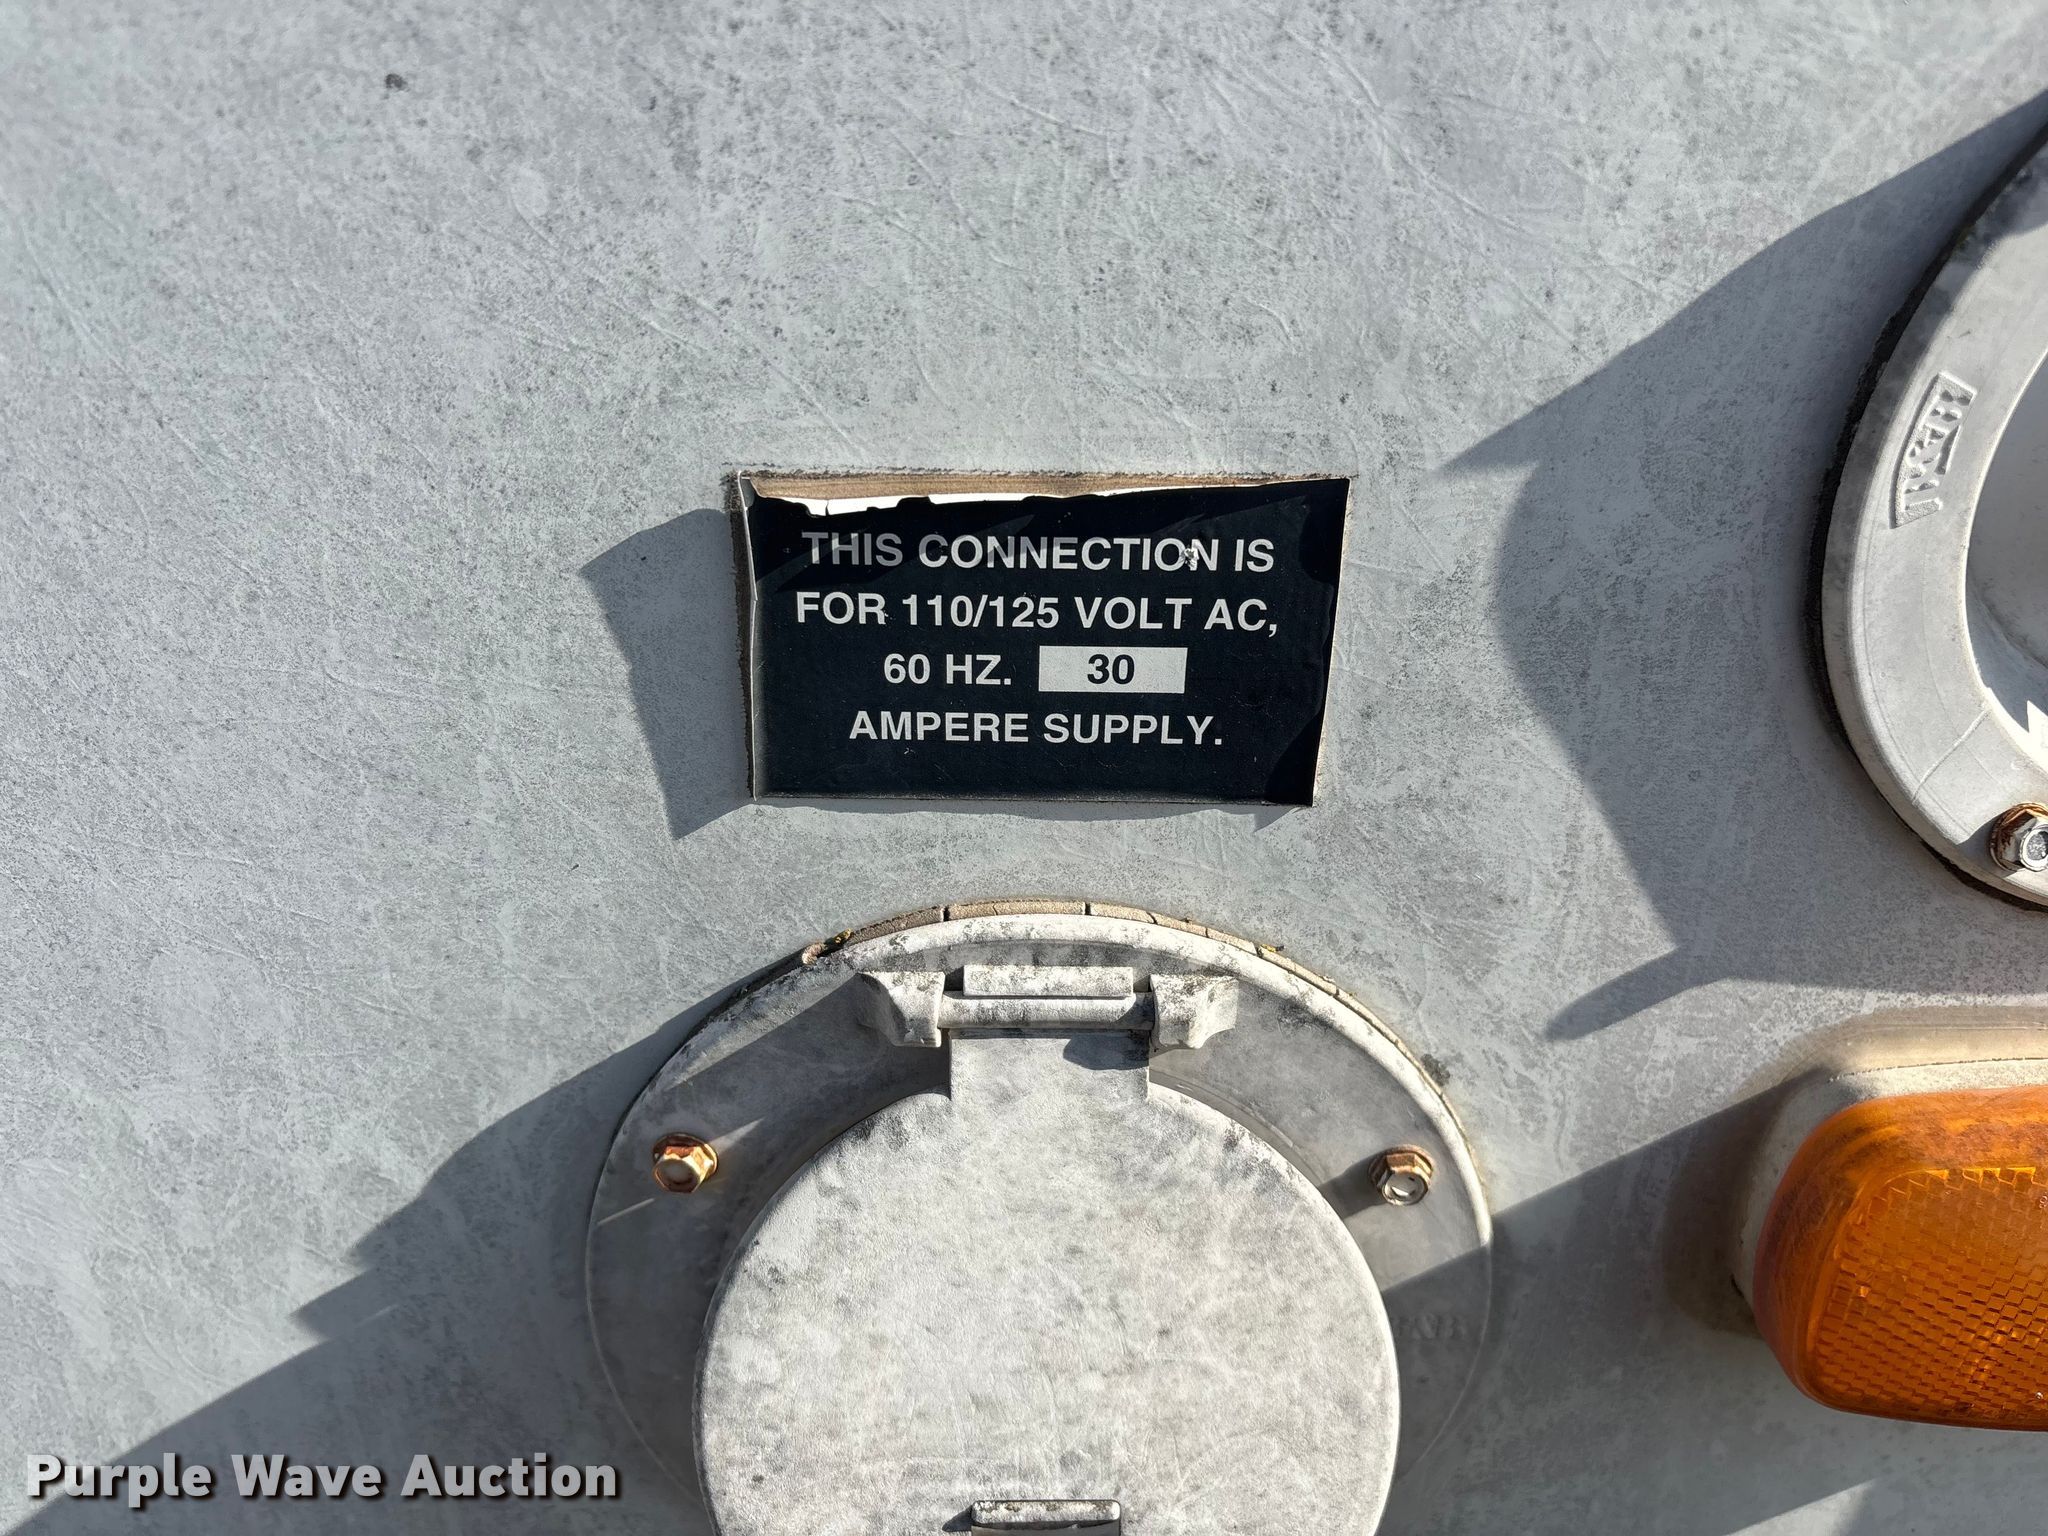 THIS CONNECTION IS
FOR 110/125 VOLT AC,
60 HZ. 30
AMPERE SUPPLY.
Purple Wave Auction